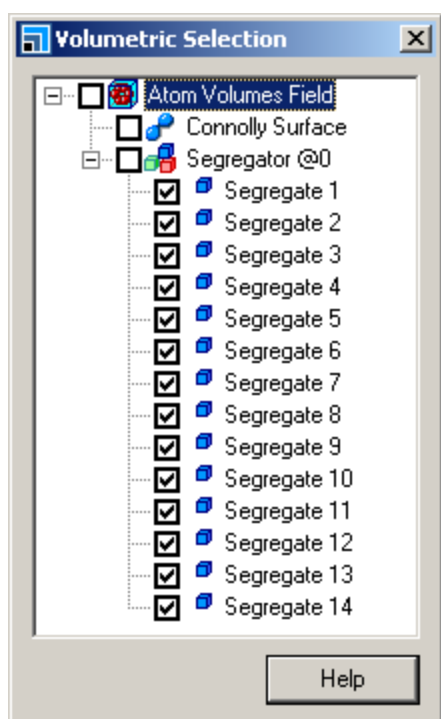 Volumetric Selection
Atom Volumes Field
Connolly Surface
Segregator @0
Segregate 1
Segregate 2
Segregate 3
Segregate 4
Segregate 5
Segregate 6
Segregate 7
Segregate 8
Segregate 9
Segregate 10
Segregate 11
Segregate 12
Segregate 13
Segregate 14
Help